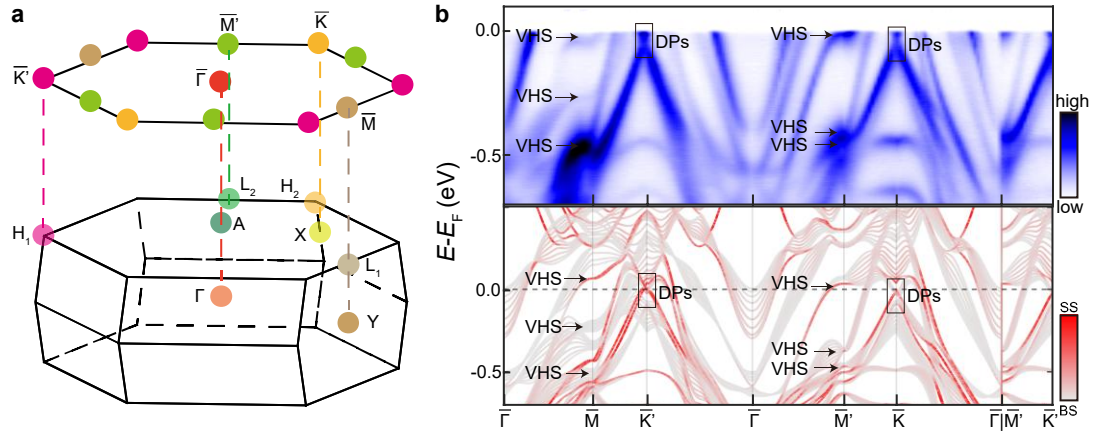 a
M̅'
K̅
K̅'
Γ̅
M̅
L₂
H₂
H₁
A
X
L₁
Γ
Y
b
E-E_F (eV)
0.0
-0.5
VHS
VHS
VHS
DPs
VHS
VHS
VHS
DPs
high
low
0.0
-0.5
VHS
VHS
VHS
DPs
VHS
VHS
VHS
DPs
SS
BS
Γ̅ M̅ K̅' Γ̅ M̅' K̅ Γ̅|M̅' K̅'